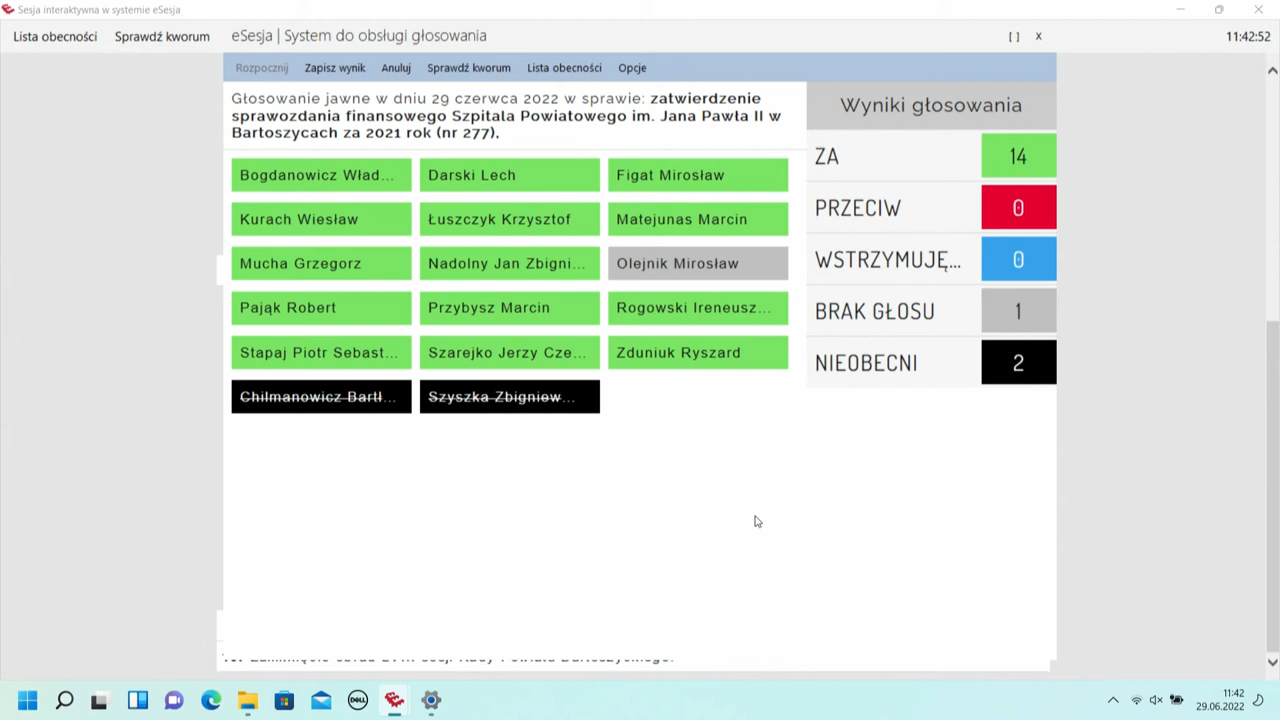 Sesja interaktywna w systemie eSesja
Lista obecności Sprawdź kworum eSesja | System do obsługi głosowania [ ] x 11:42:52
Rozpocznij Zapisz wynik Anuluj Sprawdź kworum Lista obecności Opcje
Głosowanie jawne w dniu 29 czerwca 2022 w sprawie: zatwierdzenie
sprawozdania finansowego Szpitala Powiatowego im. Jana Pawła II w
Bartoszycach za 2021 rok (nr 277),
Bogdanowicz Wład... Darski Lech Figat Mirosław
Kurach Wiesław Łuszczyk Krzysztof Matejunas Marcin
Mucha Grzegorz Nadolny Jan Zbigni... Olejnik Mirosław
Pająk Robert Przybysz Marcin Rogowski Ireneusz...
Stapaj Piotr Sebast... Szarejko Jerzy Cze... Zduniuk Ryszard
Chilmanowicz Bartł... Szyszka Zbigniew...
Wyniki głosowania
ZA 14
PRZECIW 0
WSTRZYMUJĘ... 0
BRAK GŁOSU 1
NIEOBECNI 2
DELL
11:42
29.06.2022